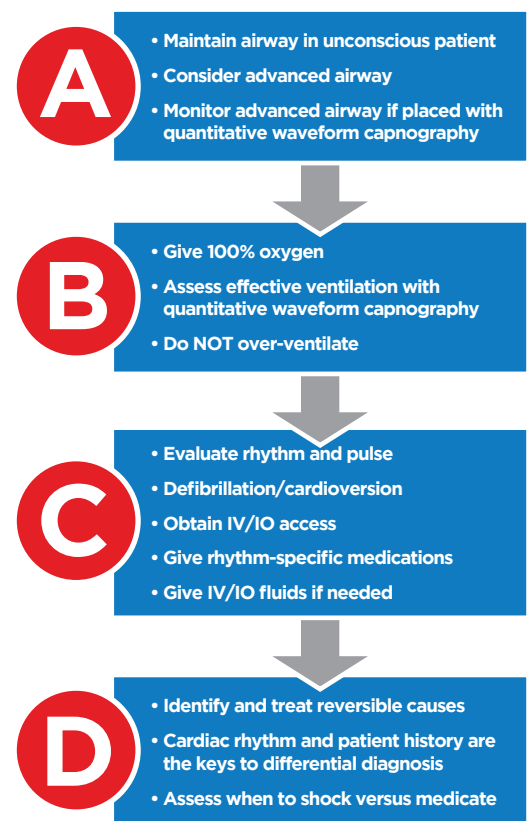 A
• Maintain airway in unconscious patient
• Consider advanced airway
• Monitor advanced airway if placed with
quantitative waveform capnography
B
• Give 100% oxygen
• Assess effective ventilation with
quantitative waveform capnography
• Do NOT over-ventilate
C
• Evaluate rhythm and pulse
• Defibrillation/cardioversion
• Obtain IV/IO access
• Give rhythm-specific medications
• Give IV/IO fluids if needed
D
• Identify and treat reversible causes
• Cardiac rhythm and patient history are
the keys to differential diagnosis
• Assess when to shock versus medicate